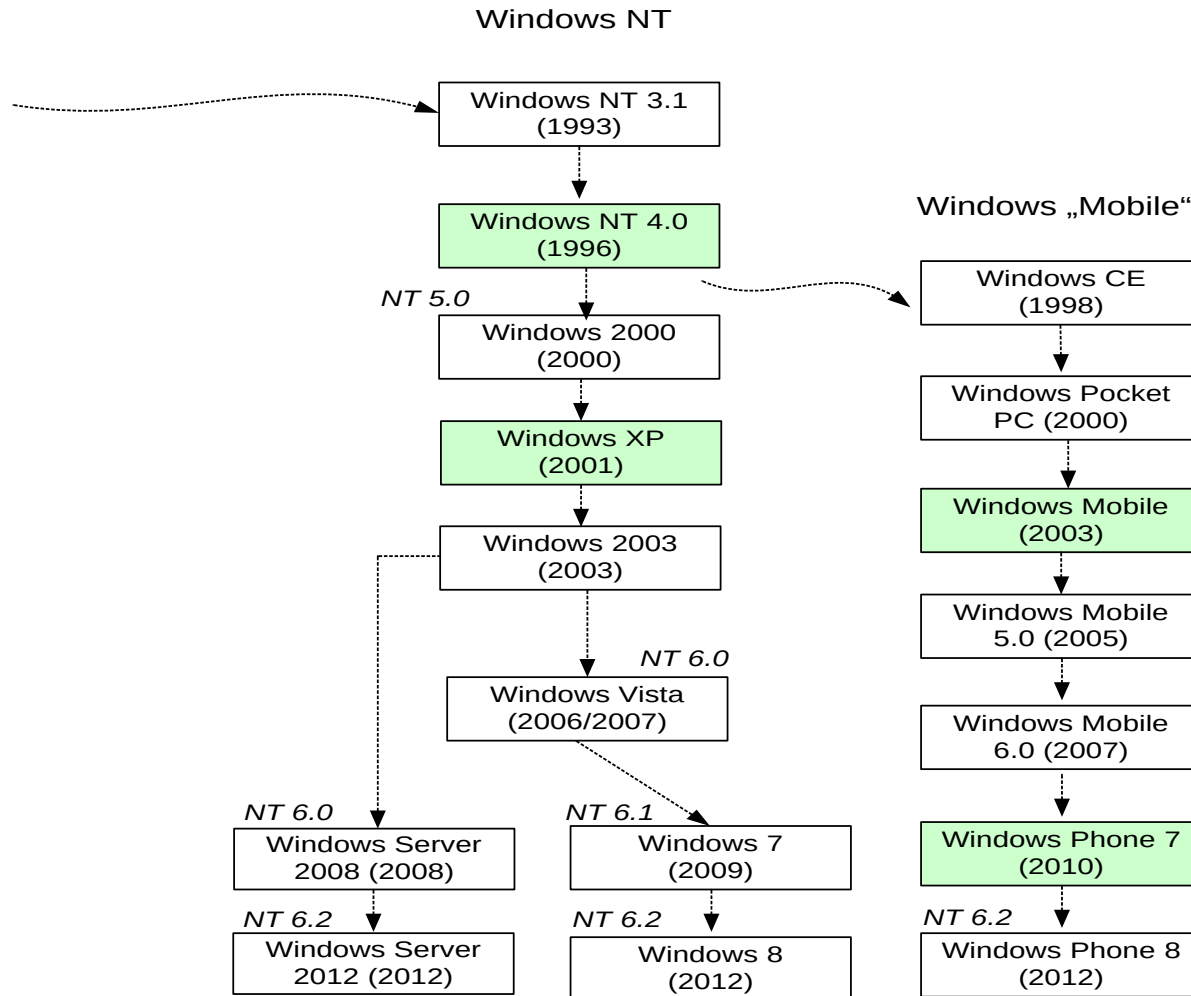 Windows NT
Windows NT 3.1
(1993)
Windows NT 4.0
(1996)
NT 5.0
Windows 2000
(2000)
Windows XP
(2001)
Windows 2003
(2003)
NT 6.0
Windows Vista
(2006/2007)
NT 6.0
Windows Server
2008 (2008)
NT 6.2
Windows Server
2012 (2012)
NT 6.1
Windows 7
(2009)
NT 6.2
Windows 8
(2012)
Windows „Mobile“
Windows CE
(1998)
Windows Pocket
PC (2000)
Windows Mobile
(2003)
Windows Mobile
5.0 (2005)
Windows Mobile
6.0 (2007)
Windows Phone 7
(2010)
NT 6.2
Windows Phone 8
(2012)